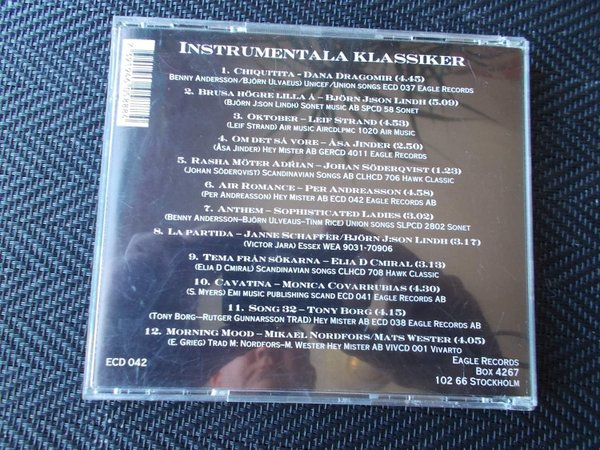 INSTRUMENTALA KLASSIKER
1. CHIQUITITA – DANA DRAGOMIR (4.45)
BENNY ANDERSSON/BJÖRN ULVAEUS) UNICEF/UNION SONGS ECD 037 EAGLE RECORDS
2. BRUSA HÖGRE LILLA Å – BJÖRN J:SON LINDH (5.09)
(BJÖRN J:SON LINDH) SONET MUSIC AB SPCD 58 SONET
3. OKTOBER – LEIF STRAND (4.53)
(LEIF STRAND) AIR MUSIC AIRCDLPMC 1020 AIR MUSIC
4. OM DET SÅ VORE – ÅSA JINDER (2.50)
(ÅSA JINDER) HEY MISTER AB GERCD 4011 EAGLE RECORDS
5. RASHA MÖTER ADRIAN – JOHAN SÖDERQVIST (1.23)
(JOHAN SÖDERQVIST) SCANDINAVIAN SONGS AB CLHCD 706 HAWK CLASSIC
6. AIR ROMANCE – PER ANDREASSON (4.58)
(PER ANDREASSON) HEY MISTER AB ECD 042 EAGLE RECORDS AB
7. ANTHEM – SOPHISTICATED LADIES (3.02)
(BENNY ANDERSSON–BJÖRN ULVEAUS–TINM RICE) UNION SONGS SLPCD 2802 SONET
8. LA PARTIDA – JANNE SCHAFFER/BJÖRN J:SON LINDH (3.17)
(VICTOR JARA) ESSEX WEA 9031-70906
9. TEMA FRÅN SÖKARNA – ELIA D CMIRAL (3.13)
(ELIA D CMIRAL) SCANDINAVIAN SONGS CLHCD 708 HAWK CLASSIC
10. CAVATINA – MONICA COVARRUBIAS (4.30)
(S. MYERS) EMI MUSIC PUBLISHING SCAND ECD 041 EAGLE RECORDS AB
11. SONG 32 – TONY BORG (4.15)
(TONY BORG–RUTGER GUNNARSSON TRAD) HEY MISTER AB ECD 038 EAGLE RECORDS AB
12. MORNING MOOD – MIKAEL NORDFORS/MATS WESTER (4.05)
(E. GRIEG) TRAD M: NORDFORS–M. WESTER HEY MISTER AB VIVCD 001 VIVARTO
ECD 042
EAGLE RECORDS
BOX 4267
102 66 STOCKHOLM